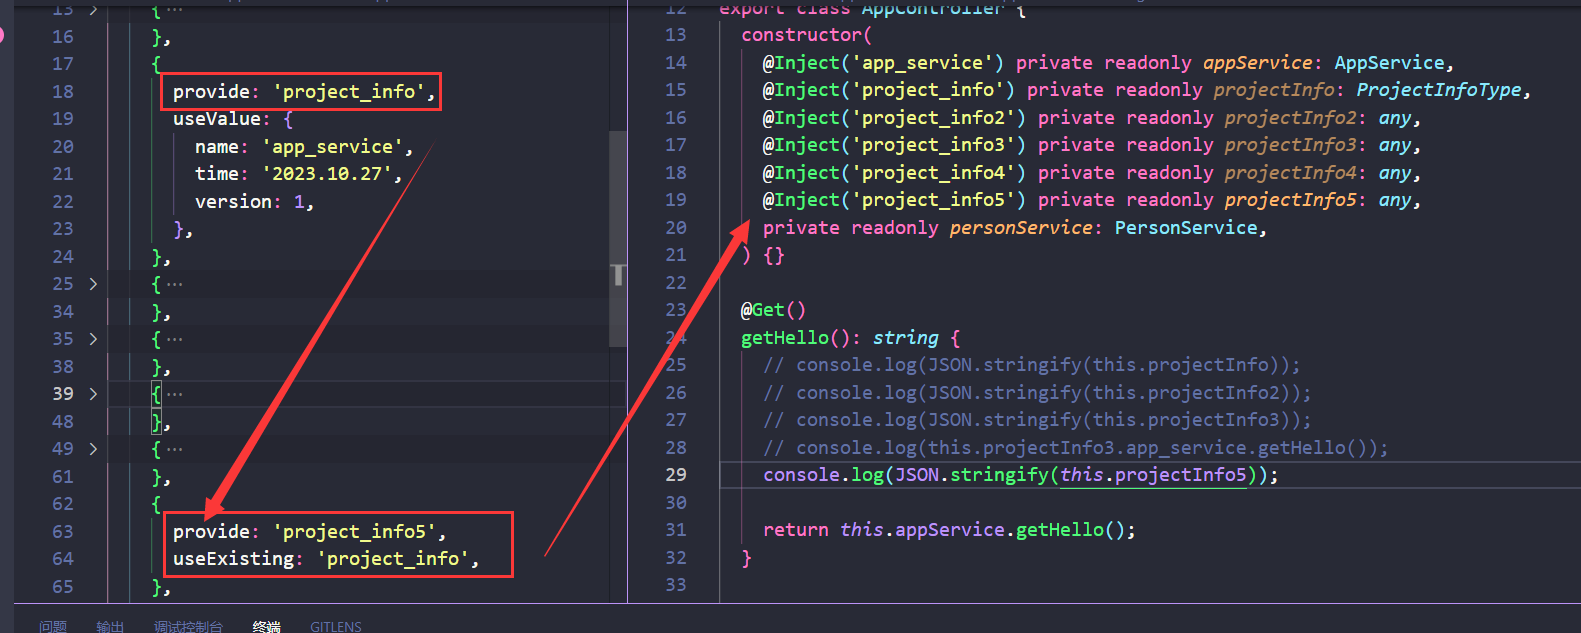 13 > { ···
16 },
17 {
18 provide: 'project_info',
19 useValue: {
20 name: 'app_service',
21 time: '2023.10.27',
22 version: 1,
23 },
24 },
25 > { ···
34 },
35 > { ···
38 },
39 > { ···
48 },
49 > { ···
61 },
62 {
63 provide: 'project_info5',
64 useExisting: 'project_info',
65 },
12 export class AppController {
13 constructor(
14 @Inject('app_service') private readonly appService: AppService,
15 @Inject('project_info') private readonly projectInfo: ProjectInfoType,
16 @Inject('project_info2') private readonly projectInfo2: any,
17 @Inject('project_info3') private readonly projectInfo3: any,
18 @Inject('project_info4') private readonly projectInfo4: any,
19 @Inject('project_info5') private readonly projectInfo5: any,
20 private readonly personService: PersonService,
21 ) {}
22
23 @Get()
24 getHello(): string {
25 // console.log(JSON.stringify(this.projectInfo));
26 // console.log(JSON.stringify(this.projectInfo2));
27 // console.log(JSON.stringify(this.projectInfo3));
28 // console.log(this.projectInfo3.app_service.getHello());
29 console.log(JSON.stringify(this.projectInfo5));
30
31 return this.appService.getHello();
32 }
33
问题 输出 调试控制台 终端 GITLENS